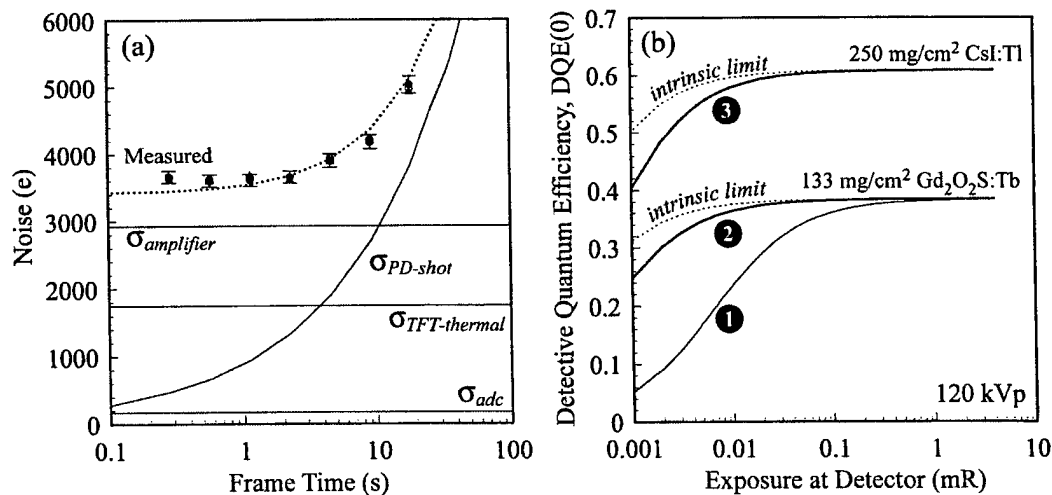 (a)
6000
5000
4000
3000
2000
1000
0
Noise (e)
Measured
σamplifier
σPD-shot
σTFT-thermal
σadc
0.1 1 10 100
Frame Time (s)
(b)
0.7
0.6
0.5
0.4
0.3
0.2
0.1
0
Detective Quantum Efficiency, DQE(0)
250 mg/cm² CsI:Tl
intrinsic limit
3
133 mg/cm² Gd₂O₂S:Tb
intrinsic limit
2
1
120 kVp
0.001 0.01 0.1 1 10
Exposure at Detector (mR)